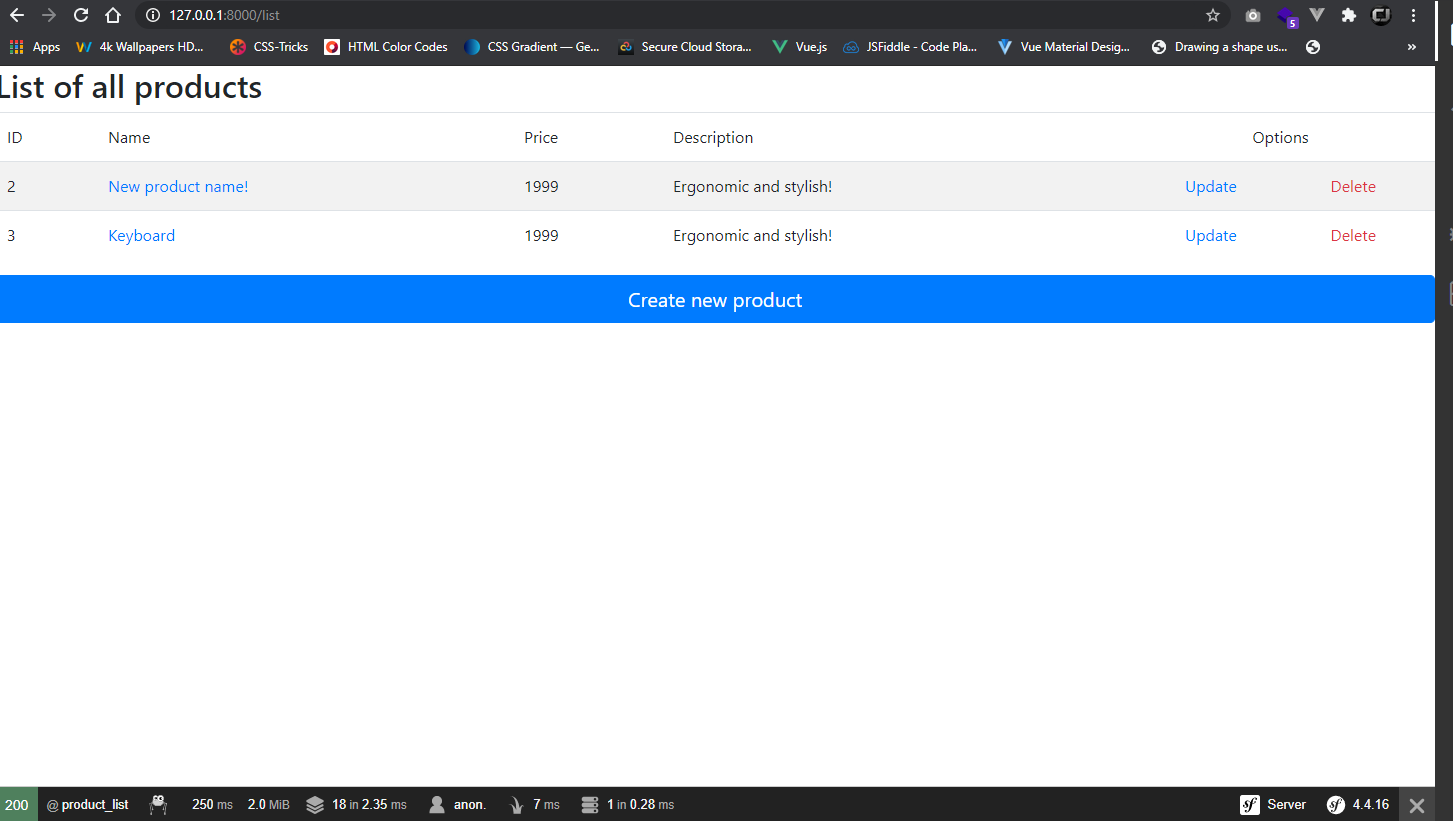 127.0.0.1:8000/list
5
Apps 4k Wallpapers HD... CSS-Tricks HTML Color Codes CSS Gradient — Ge... Secure Cloud Stora... Vue.js JSFiddle - Code Pla... Vue Material Desig... Drawing a shape us... »
List of all products
ID Name Price Description Options
2 New product name! 1999 Ergonomic and stylish! Update Delete
3 Keyboard 1999 Ergonomic and stylish! Update Delete
Create new product
200 @ product_list 250 ms 2.0 MiB 18 in 2.35 ms anon. 7 ms 1 in 0.28 ms sf Server sf 4.4.16